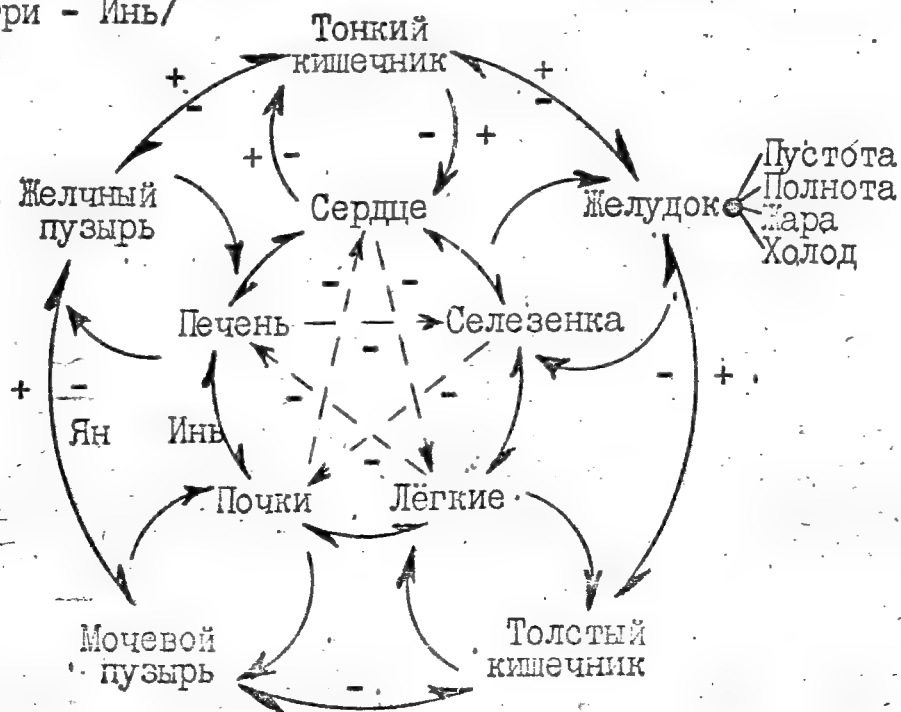 ри - Инь/
Тонкий
кишечник
+
-
+
-
+ -
- +
Желчный
пузырь
Сердце
Желудок
Пустота
Полнота
Жара
Холод
Печень
Селезенка
-
-
-
-
-
-
+ -
- +
Ян
Инь
Почки
Лёгкие
Мочевой
пузырь
Толстый
кишечник
-